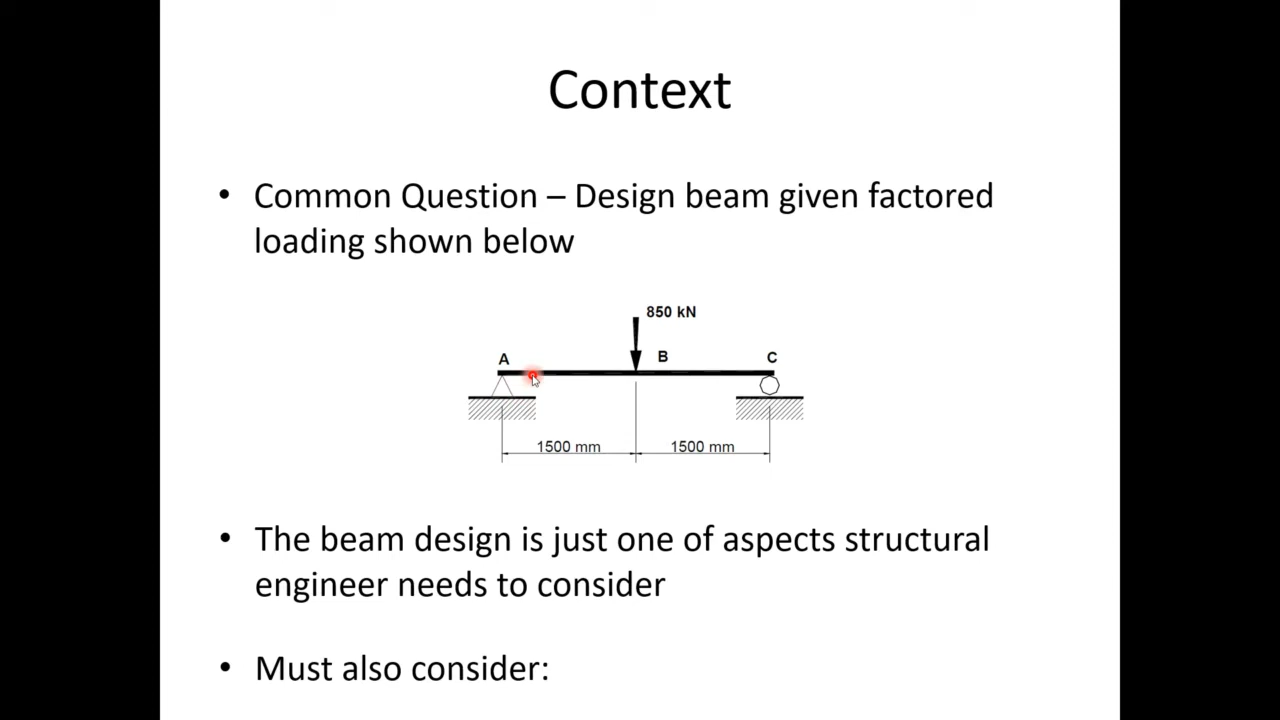 Context
• Common Question – Design beam given factored
loading shown below
850 kN
A
B
C
1500 mm
1500 mm
• The beam design is just one of aspects structural
engineer needs to consider
• Must also consider: